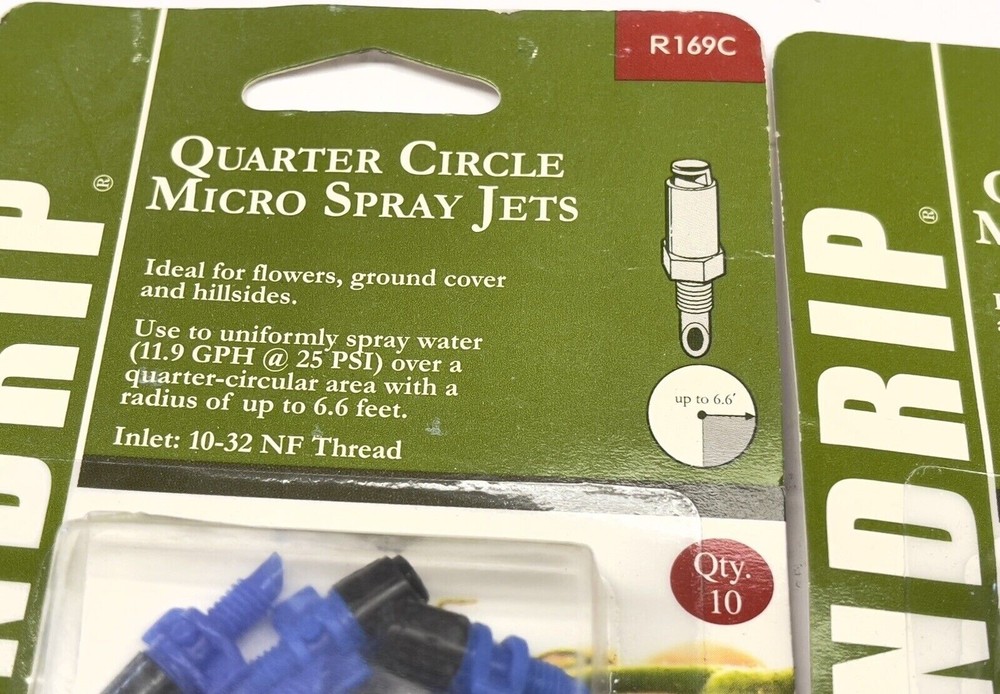 R169C
QUARTER CIRCLE
MICRO SPRAY JETS
Ideal for flowers, ground cover
and hillsides.
Use to uniformly spray water
(11.9 GPH @ 25 PSI) over a
quarter-circular area with a
radius of up to 6.6 feet.
Inlet: 10-32 NF Thread
up to 6.6'
Qty.
10
NDRIP®
NDRIP®